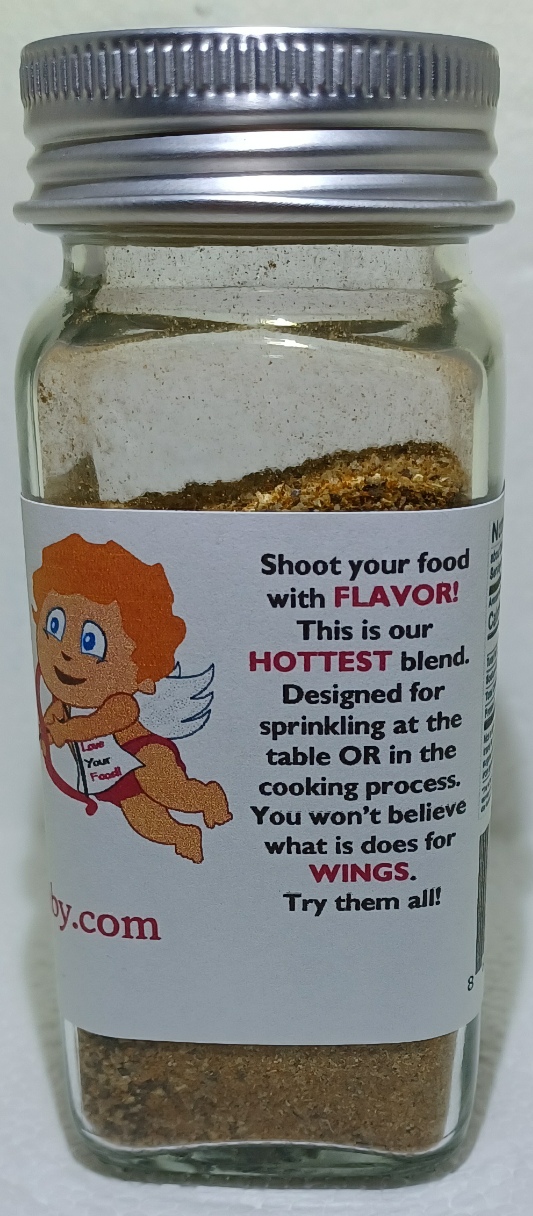 Shoot your food
with FLAVOR!
This is our
HOTTEST blend.
Designed for
sprinkling at the
table OR in the
cooking process.
You won't believe
what is does for
WINGS.
Try them all!
Love
Your
Food!!
by.com
8